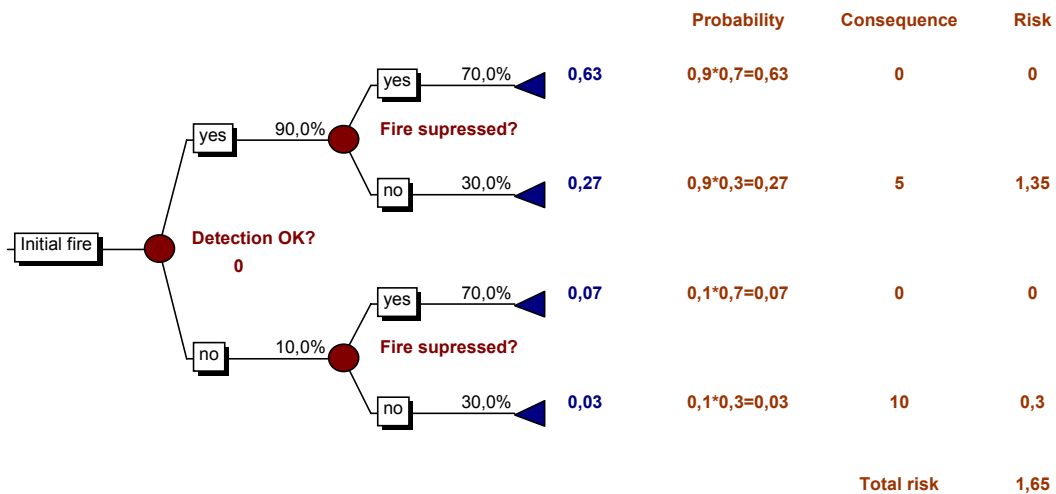 Probability Consequence Risk
yes 70,0% 0,63 0,9*0,7=0,63 0 0
yes 90,0% Fire supressed?
no 30,0% 0,27 0,9*0,3=0,27 5 1,35
Initial fire Detection OK?
0
yes 70,0% 0,07 0,1*0,7=0,07 0 0
no 10,0% Fire supressed?
no 30,0% 0,03 0,1*0,3=0,03 10 0,3
Total risk 1,65